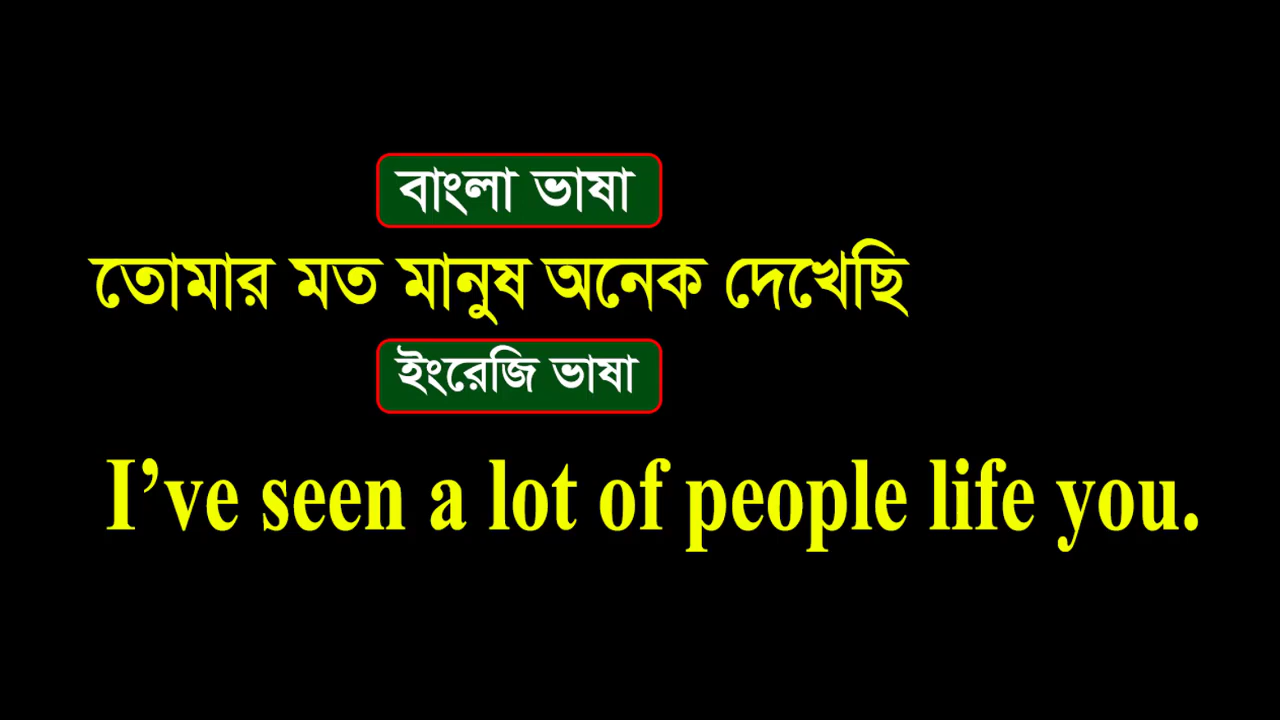 বাংলা ভাষা
তোমার মত মানুষ অনেক দেখেছি
ইংরেজি ভাষা
I’ve seen a lot of people life you.